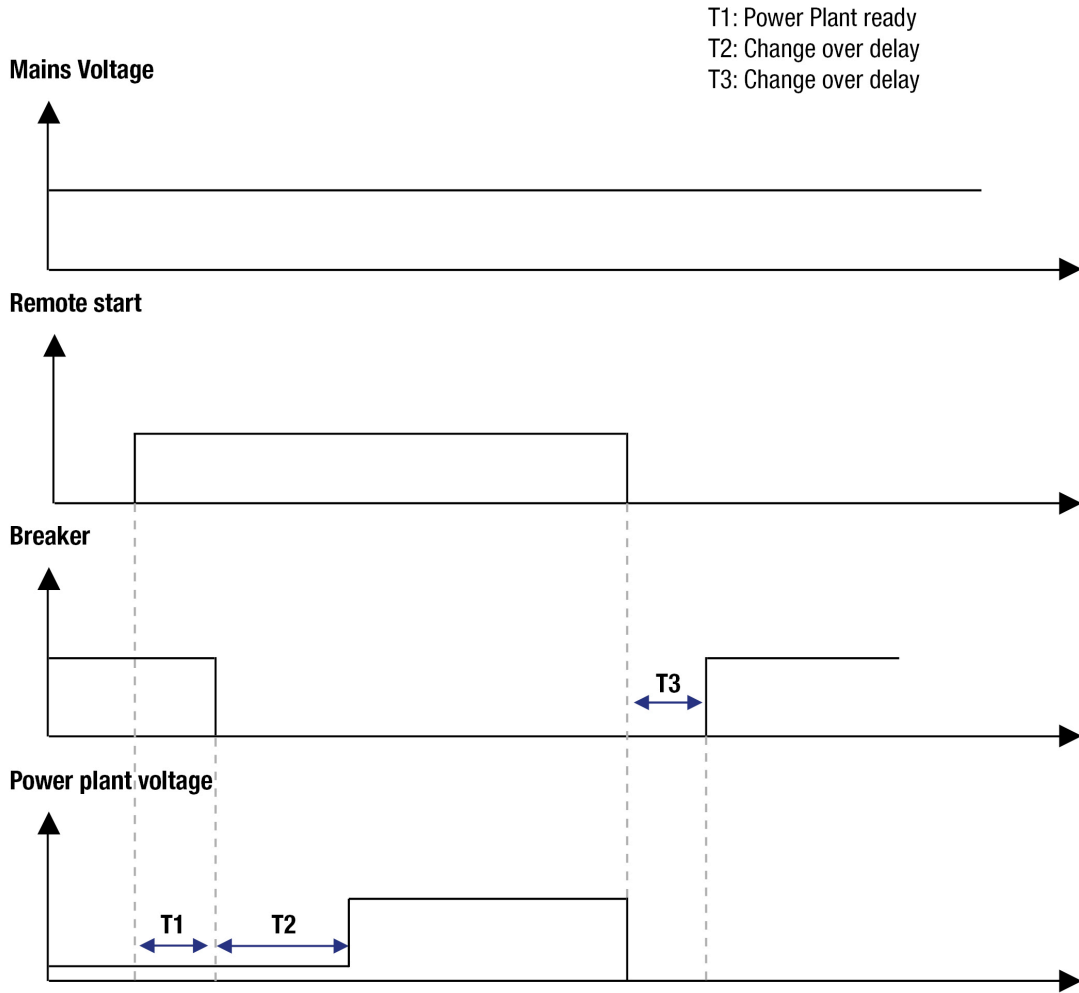 T1: Power Plant ready
T2: Change over delay
T3: Change over delay
Mains Voltage
Remote start
Breaker
T3
Power plant voltage
T1
T2